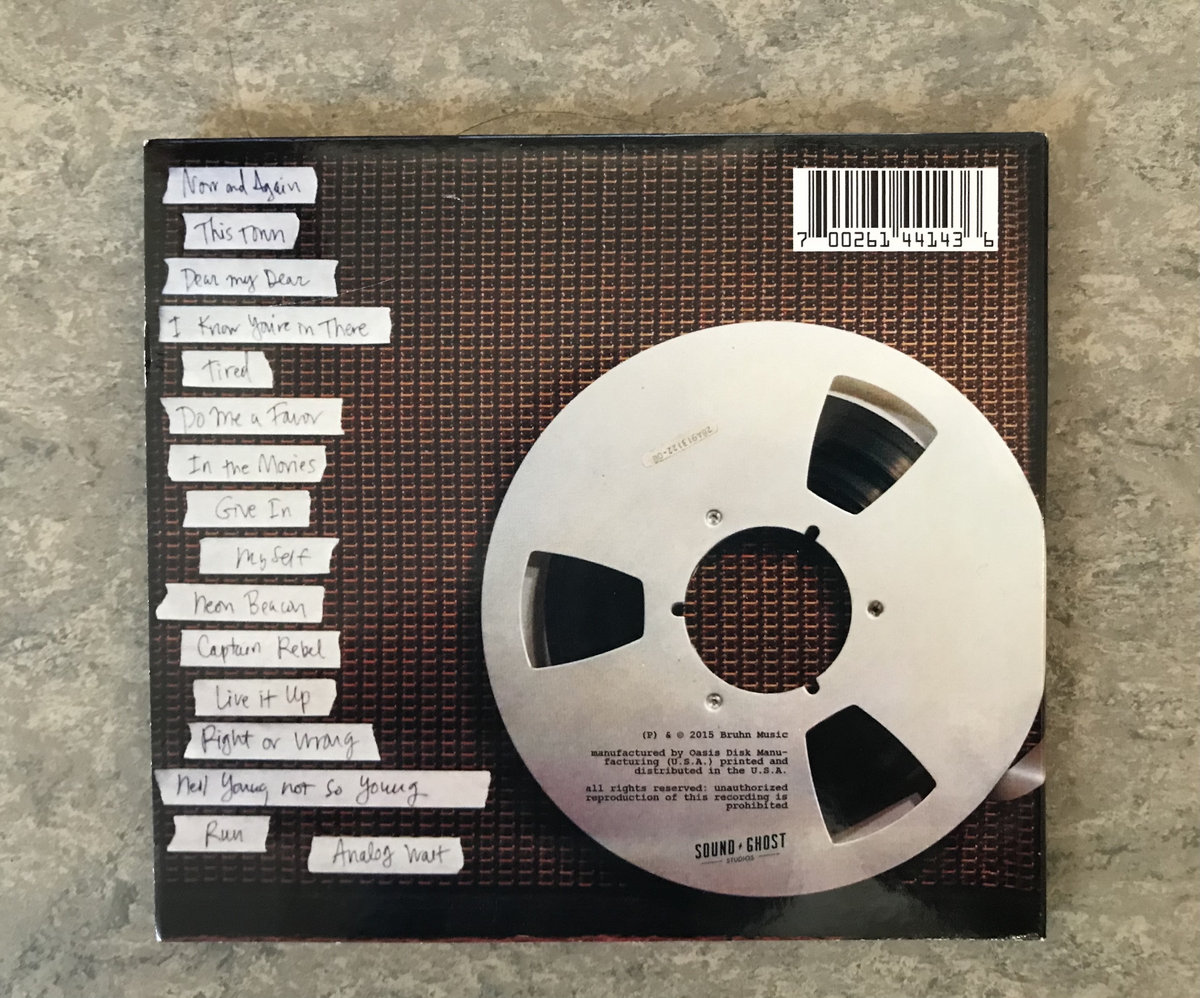 Now and Again
This Town
Dear my Dear
I Know You're in There
Tired
Do Me a Favor
In the Movies
Give In
Myself
Neon Beacon
Captain Rebel
Live it Up
Right or Wrong
Neil Young not so Young
Run
Analog Wait
7 00261 44143 6
204013122-00
(P) & © 2015 Bruhn Music
manufactured by Oasis Disk Manu-
facturing (U.S.A.) printed and
distributed in the U.S.A.
all rights reserved: unauthorized
reproduction of this recording is
prohibited
SOUND + GHOST
STUDIOS